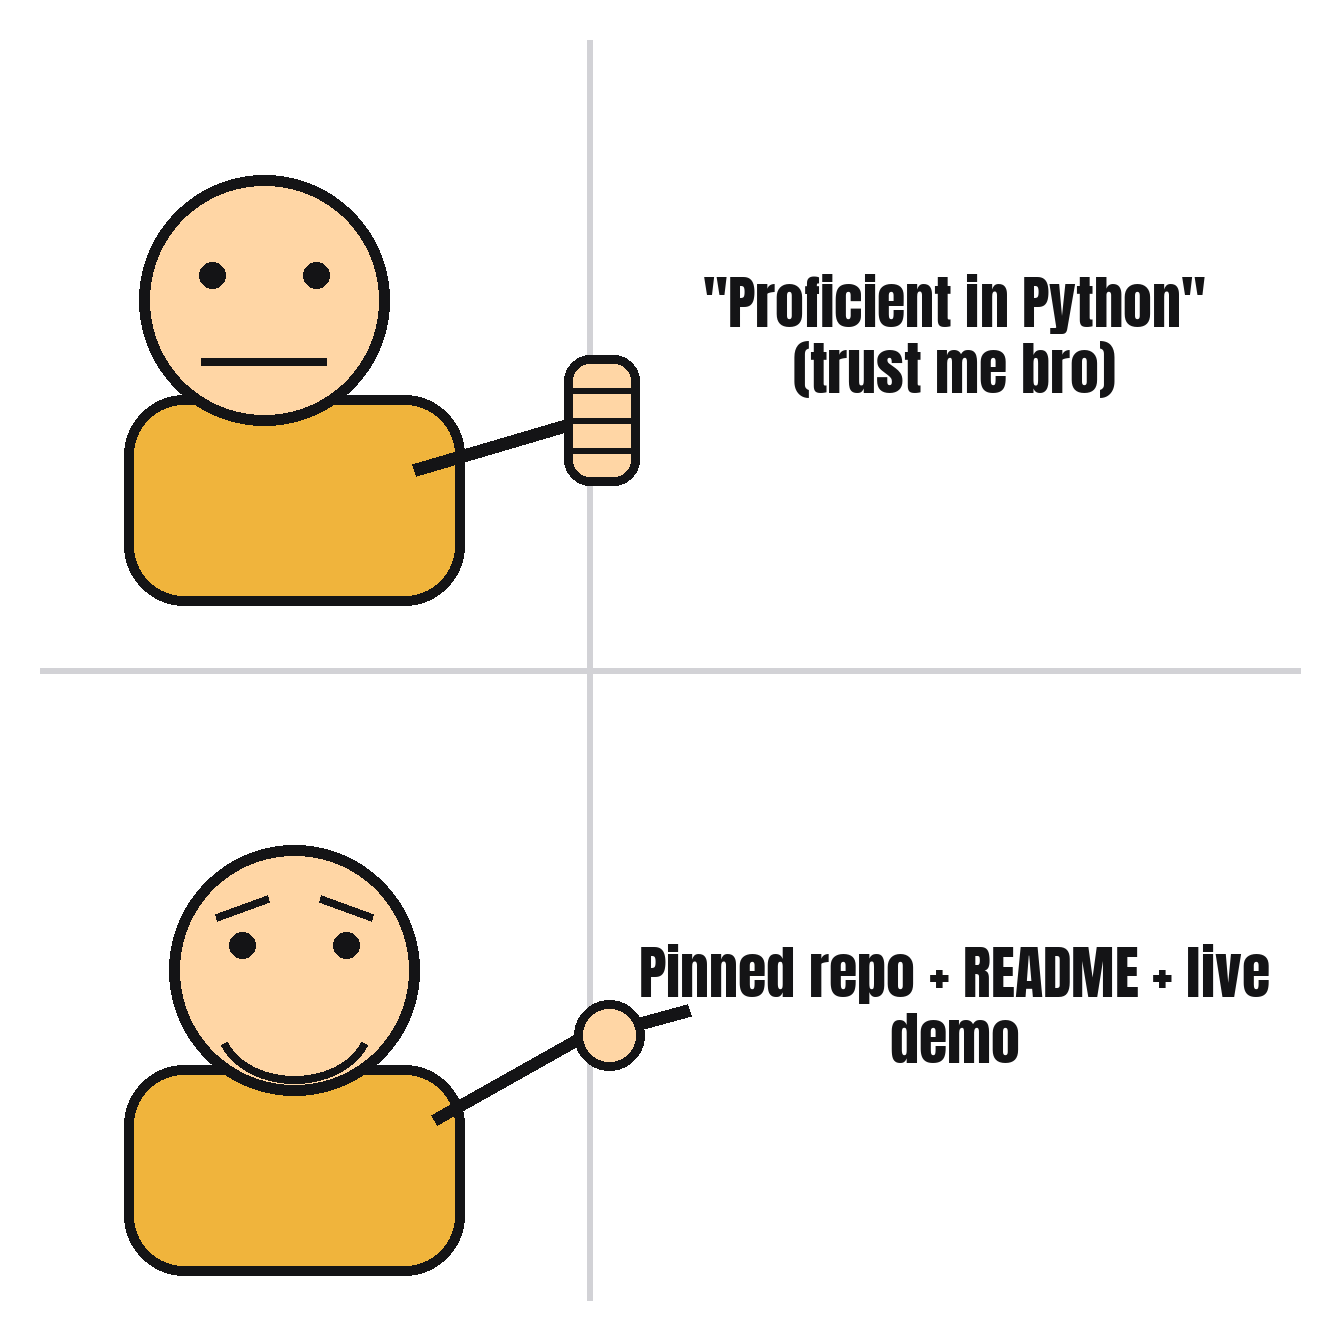 "Proficient in Python"
(trust me bro)
Pinned repo + README + live
demo